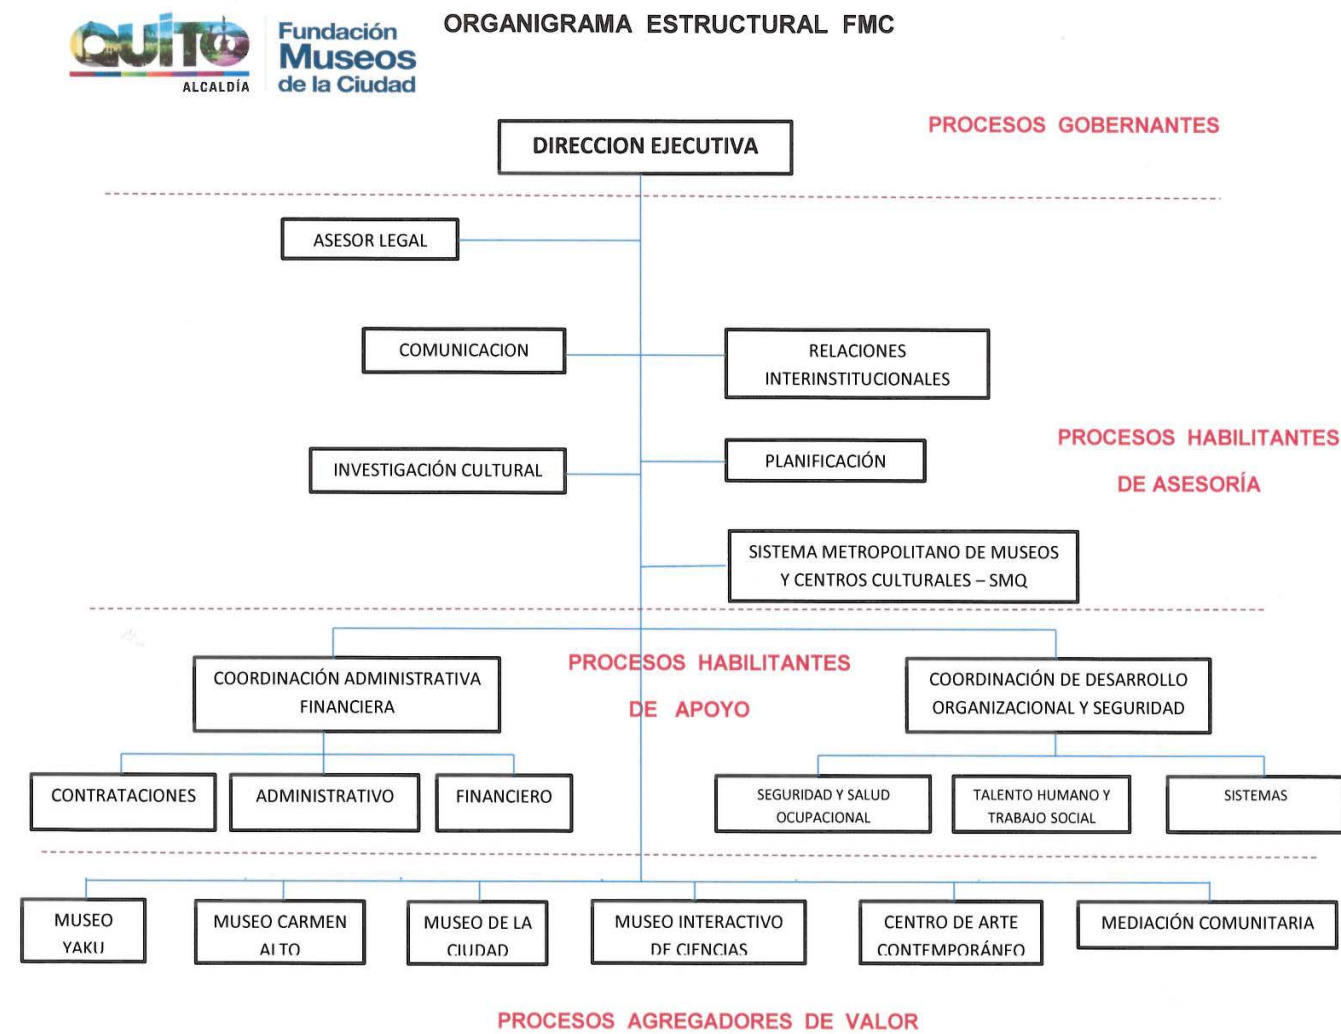 ORGANIGRAMA ESTRUCTURAL FMC
QUITO
ALCALDÍA
Fundación
Museos
de la Ciudad
PROCESOS GOBERNANTES
DIRECCION EJECUTIVA
ASESOR LEGAL
COMUNICACION
RELACIONES
INTERINSTITUCIONALES
INVESTIGACIÓN CULTURAL
PLANIFICACIÓN
PROCESOS HABILITANTES
DE ASESORÍA
SISTEMA METROPOLITANO DE MUSEOS
Y CENTROS CULTURALES – SMQ
PROCESOS HABILITANTES
DE APOYO
COORDINACIÓN ADMINISTRATIVA
FINANCIERA
COORDINACIÓN DE DESARROLLO
ORGANIZACIONAL Y SEGURIDAD
CONTRATACIONES
ADMINISTRATIVO
FINANCIERO
SEGURIDAD Y SALUD
OCUPACIONAL
TALENTO HUMANO Y
TRABAJO SOCIAL
SISTEMAS
MUSEO
YAKU
MUSEO CARMEN
ALTO
MUSEO DE LA
CIUDAD
MUSEO INTERACTIVO
DE CIENCIAS
CENTRO DE ARTE
CONTEMPORÁNEO
MEDIACIÓN COMUNITARIA
PROCESOS AGREGADORES DE VALOR